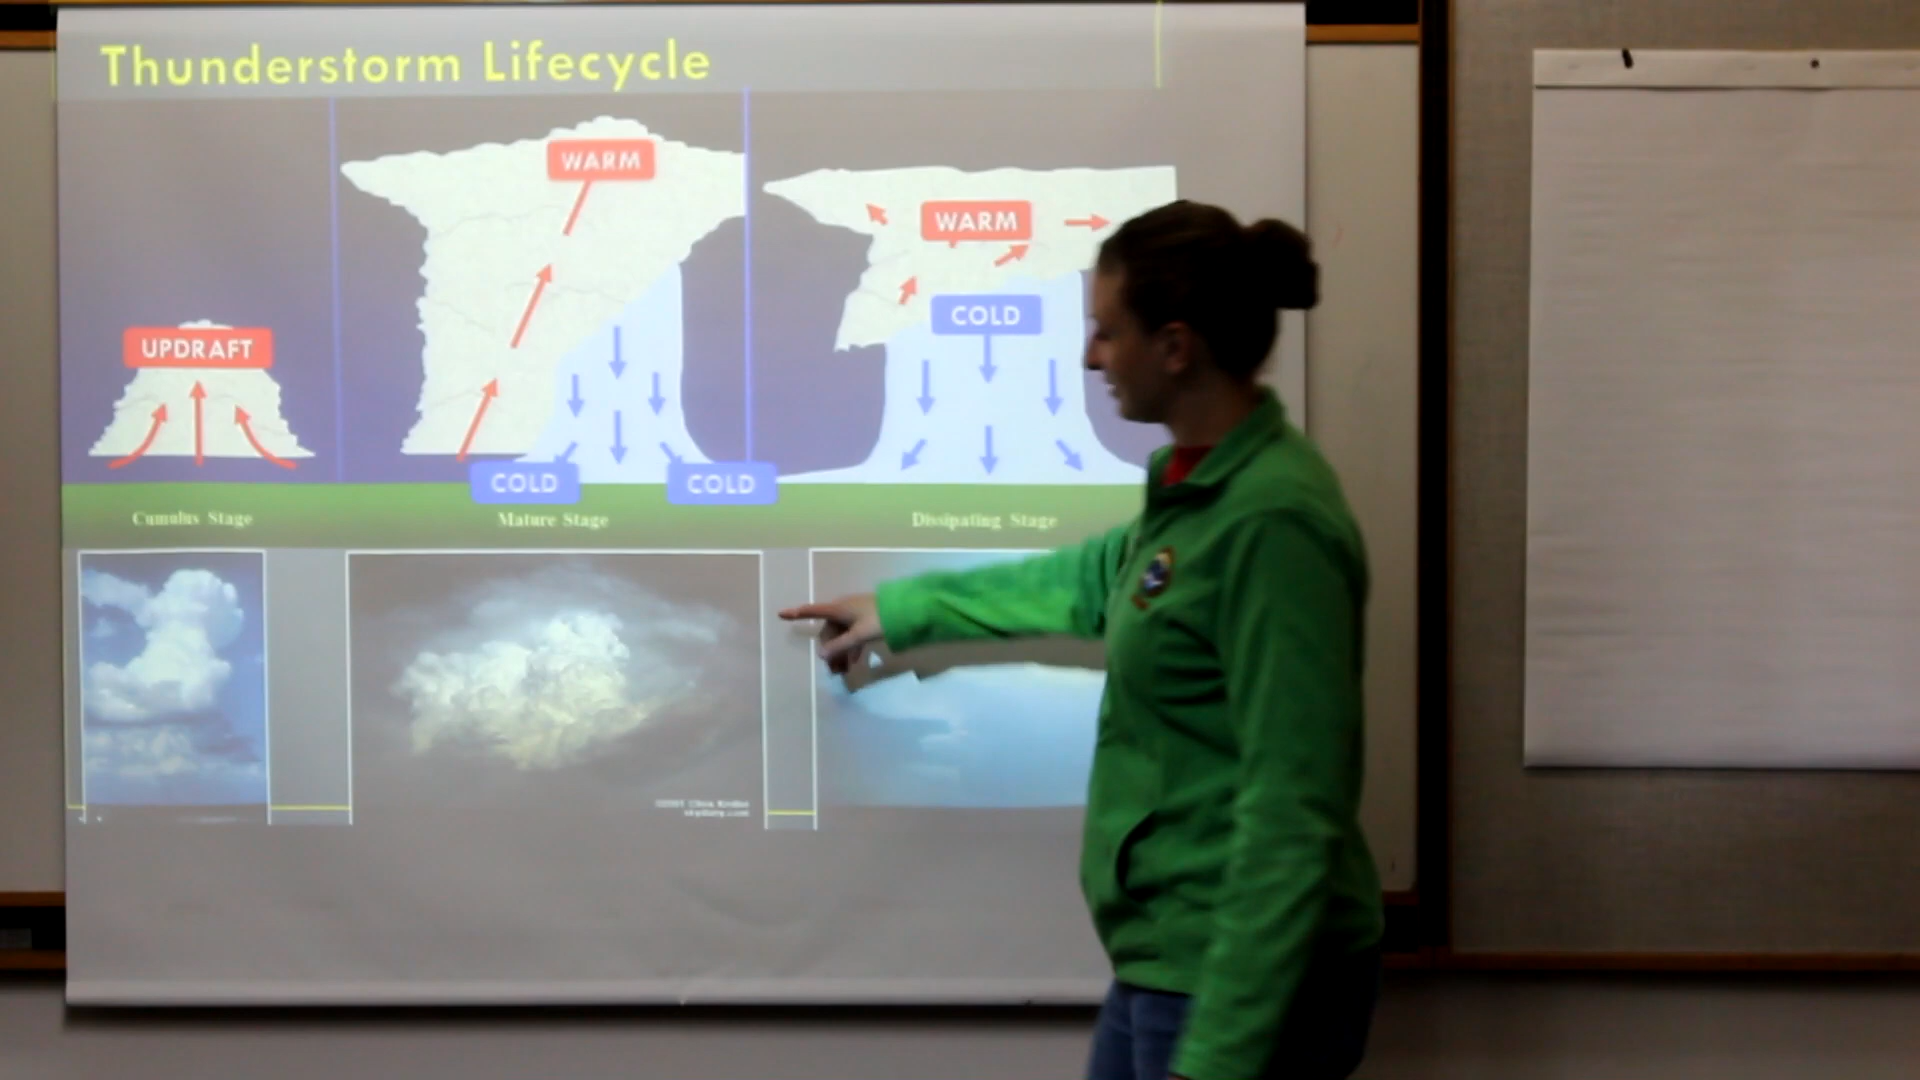 Thunderstorm Lifecycle
WARM
WARM
COLD
UPDRAFT
COLD
COLD
Cumulus Stage
Mature Stage
Dissipating Stage